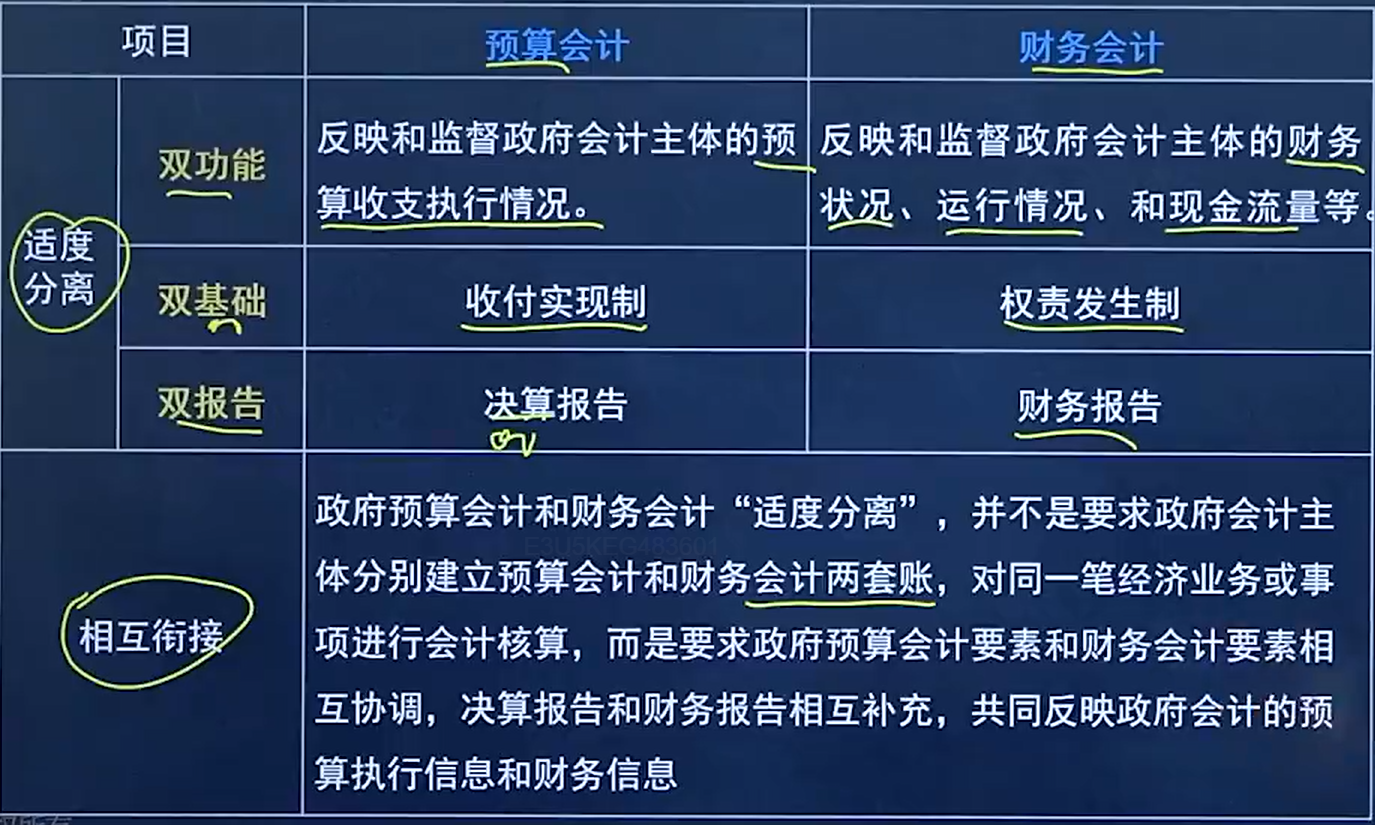 项目
预算会计
财务会计
适度
分离
双功能
反映和监督政府会计主体的预
算收支执行情况。
反映和监督政府会计主体的财务
状况、运行情况、和现金流量等。
双基础
收付实现制
权责发生制
双报告
决算报告
财务报告
相互衔接
政府预算会计和财务会计“适度分离”，并不是要求政府会计主
体分别建立预算会计和财务会计两套账，对同一笔经济业务或事
项进行会计核算，而是要求政府预算会计要素和财务会计要素相
互协调，决算报告和财务报告相互补充，共同反映政府会计的预
算执行信息和财务信息
E3U5KEG483601